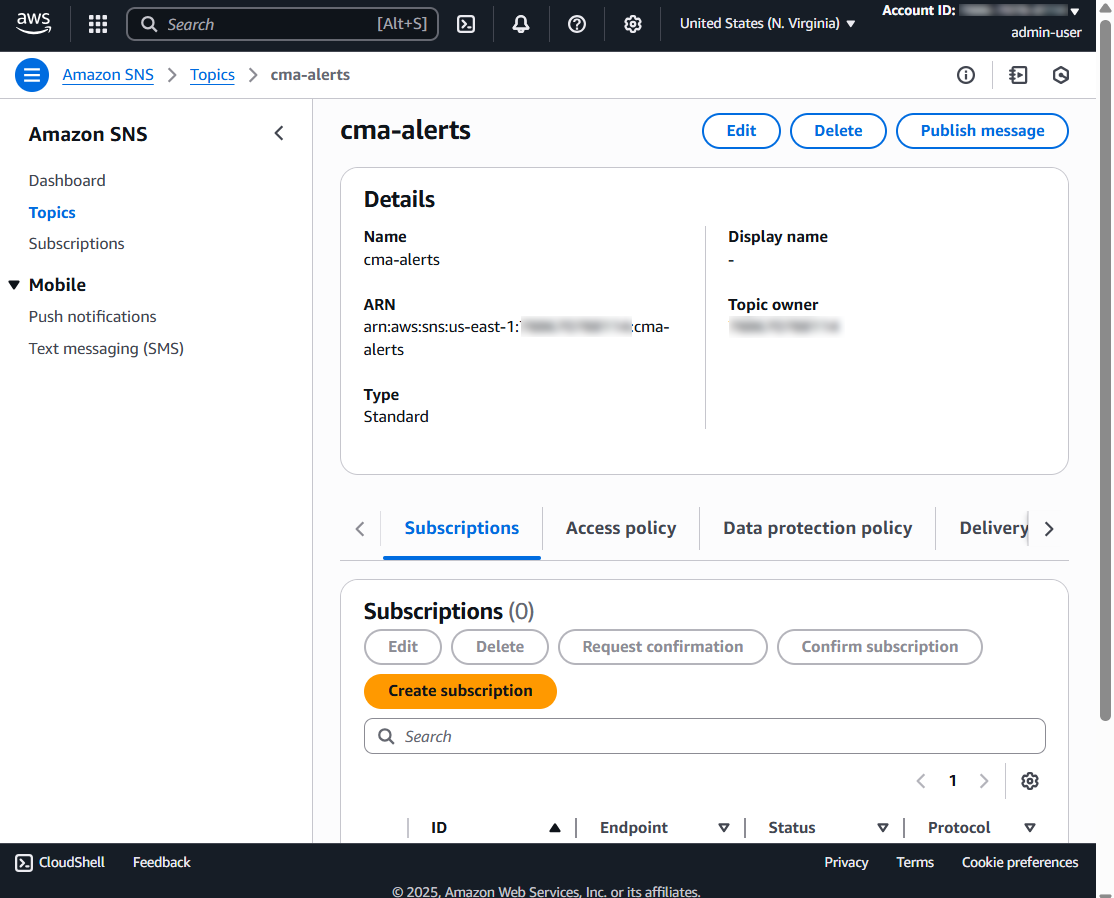 aws
Search [Alt+S]
United States (N. Virginia)
Account ID:
admin-user
Amazon SNS > Topics > cma-alerts
Amazon SNS
Dashboard
Topics
Subscriptions
Mobile
Push notifications
Text messaging (SMS)
cma-alerts
Edit
Delete
Publish message
Details
Name
cma-alerts
Display name
-
ARN
arn:aws:sns:us-east-1: :cma-
alerts
Topic owner
Type
Standard
Subscriptions
Access policy
Data protection policy
Delivery
Subscriptions (0)
Edit
Delete
Request confirmation
Confirm subscription
Create subscription
Search
1
ID
Endpoint
Status
Protocol
CloudShell
Feedback
Privacy
Terms
Cookie preferences
© 2025, Amazon Web Services, Inc. or its affiliates.